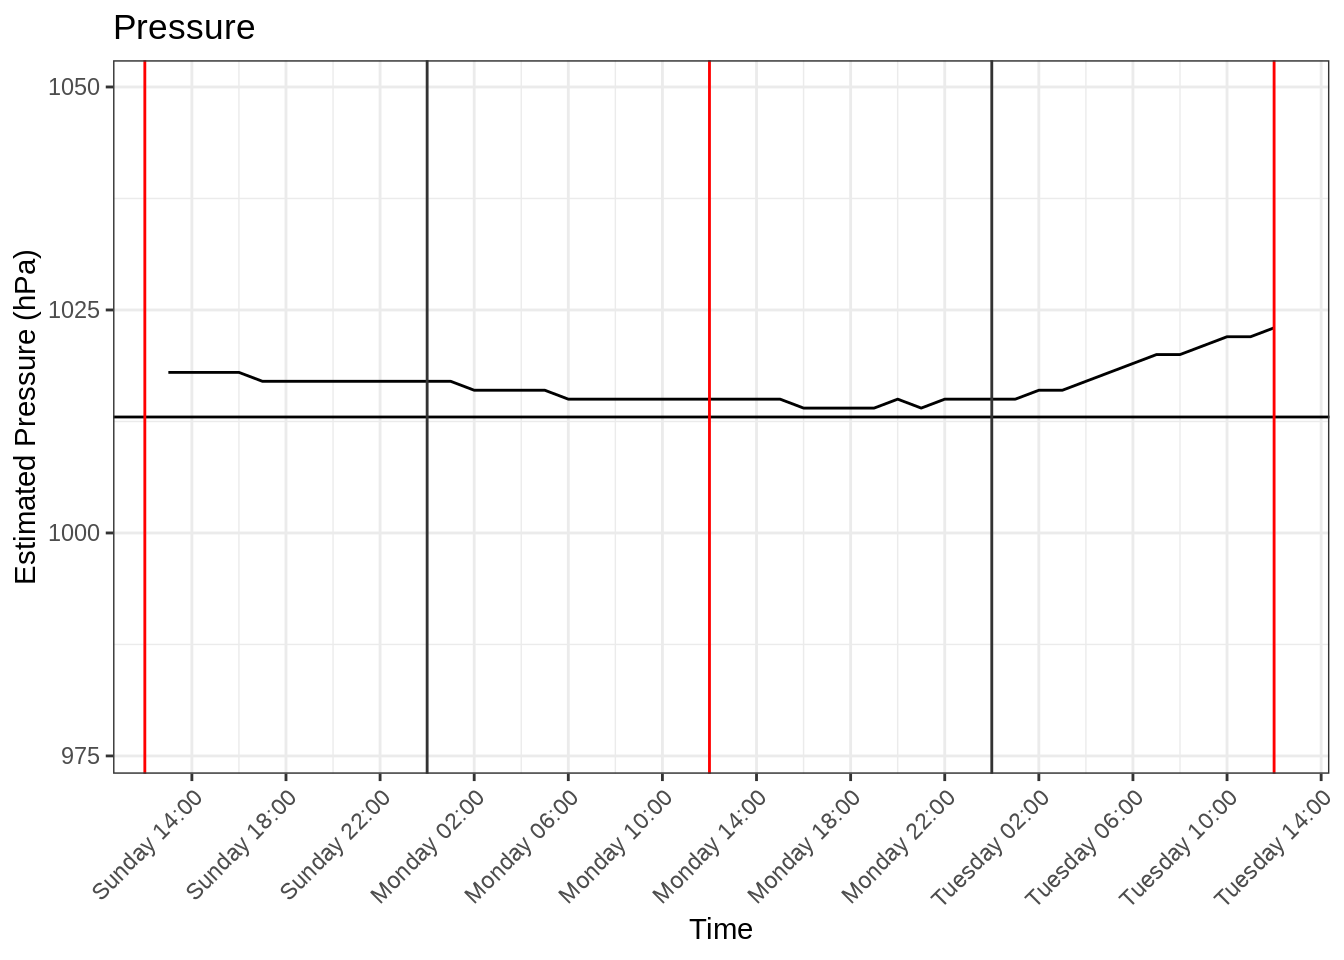 Pressure
Estimated Pressure (hPa)
1050
1025
1000
975
Sunday 14:00
Sunday 18:00
Sunday 22:00
Monday 02:00
Monday 06:00
Monday 10:00
Monday 14:00
Monday 18:00
Monday 22:00
Tuesday 02:00
Tuesday 06:00
Tuesday 10:00
Tuesday 14:00
Time